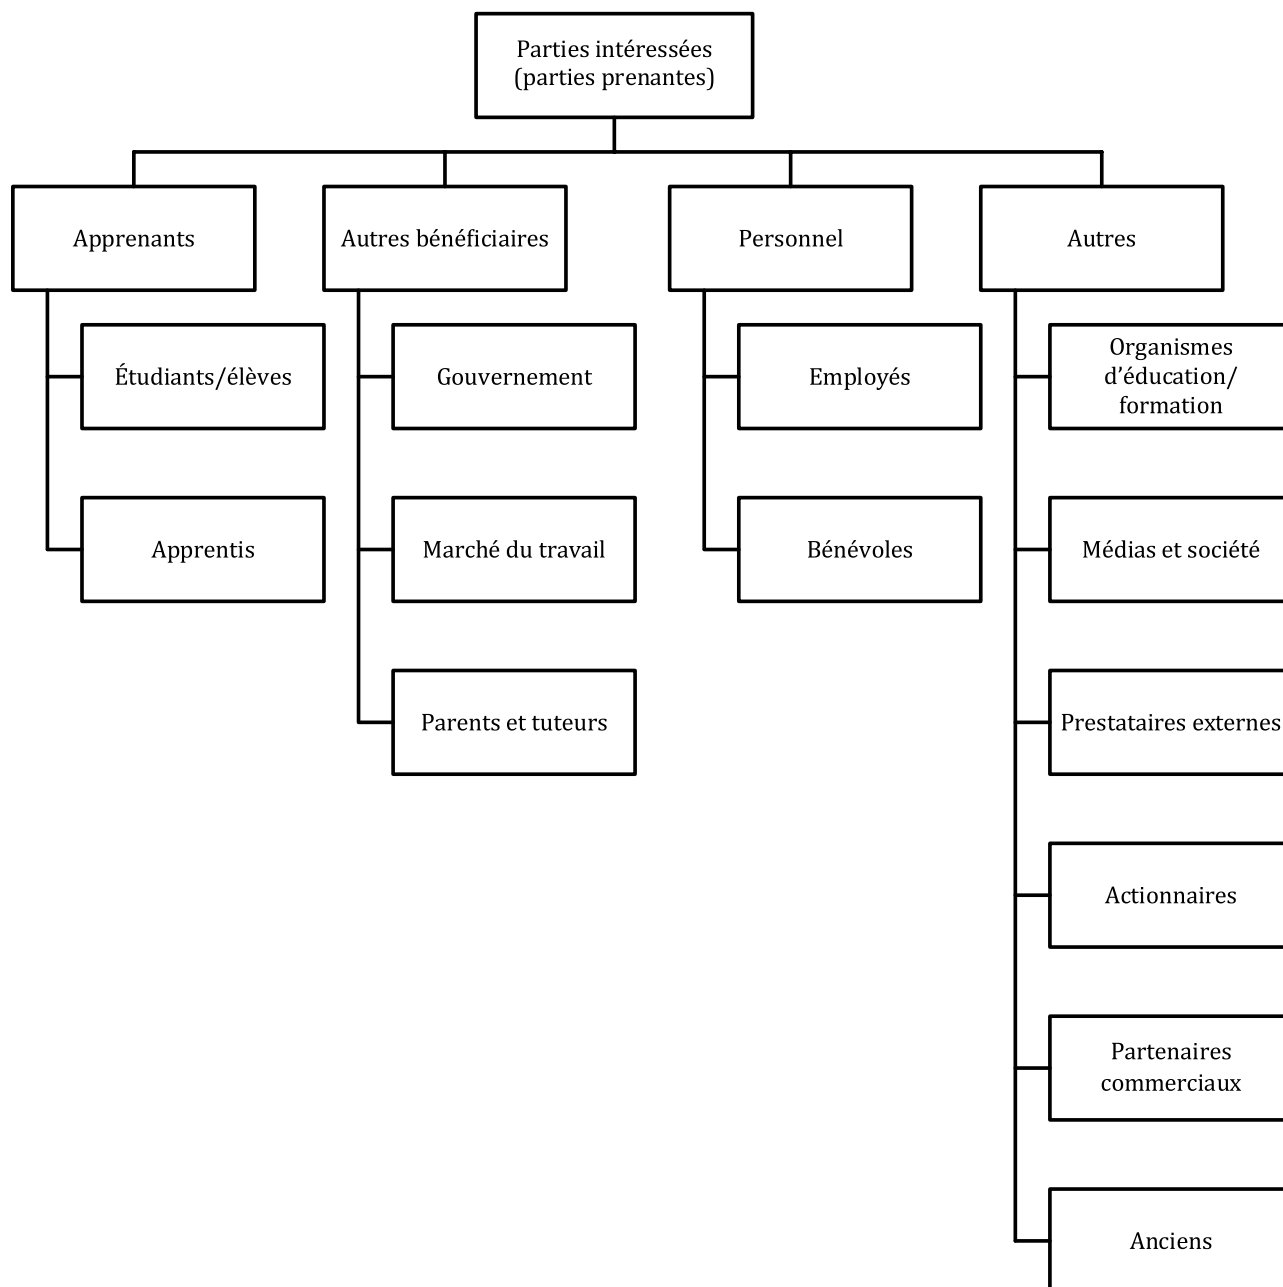 Parties intéressées
(parties prenantes)
Apprenants
Autres bénéficiaires
Personnel
Autres
Étudiants/élèves
Gouvernement
Employés
Organismes
d’éducation/
formation
Apprentis
Marché du travail
Bénévoles
Médias et société
Parents et tuteurs
Prestataires externes
Actionnaires
Partenaires
commerciaux
Anciens